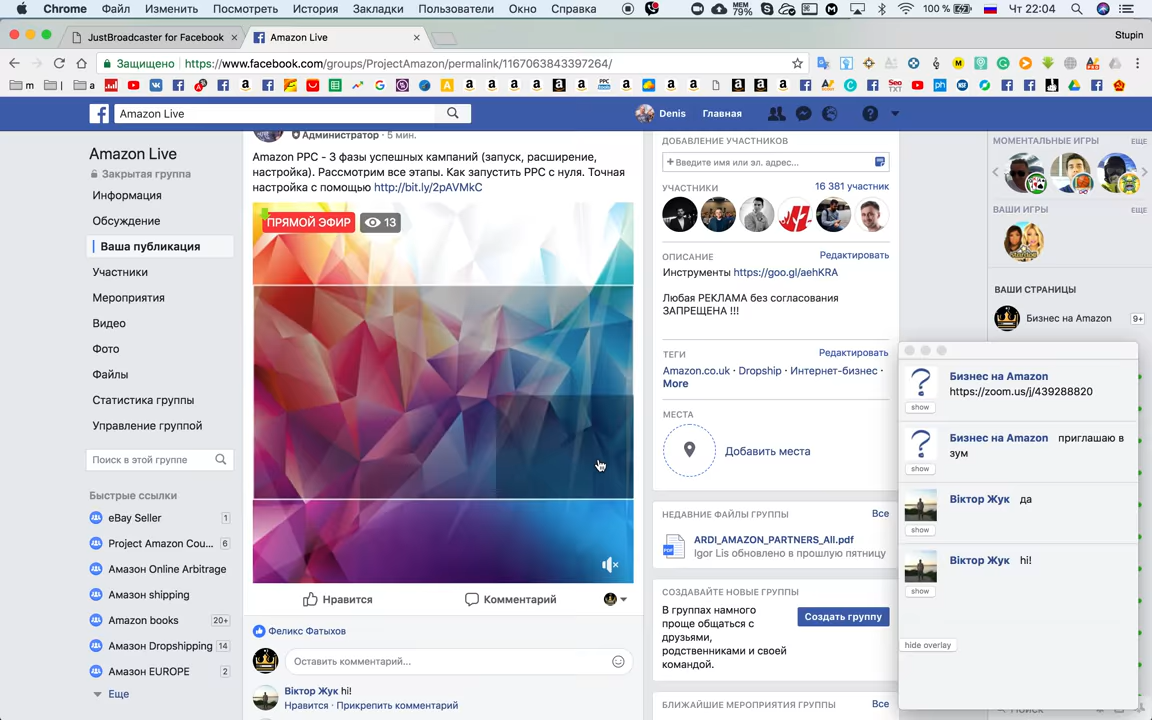 Chrome Файл Изменить Просмотреть История Закладки Пользователи Окно Справка MEM 79% 100 % Чт 22:04
JustBroadcaster for Facebook Amazon Live Stupin
Защищено https://www.facebook.com/groups/ProjectAmazon/permalink/1167063843397264/
m I a
Amazon Live Denis Главная
Amazon Live
Закрытая группа
Информация
Обсуждение
Ваша публикация
Участники
Мероприятия
Видео
Фото
Файлы
Статистика группы
Управление группой
Поиск в этой группе
Быстрые ссылки
eBay Seller 1
Project Amazon Cou... 6
Амазон Online Arbitrage
Амазон shipping
Amazon books 20+
Амазон Dropshipping 14
Амазон EUROPE 2
Еще
Администратор · 5 мин.
Amazon PPC - 3 фазы успешных кампаний (запуск, расширение,
настройка). Рассмотрим все этапы. Как запустить PPC с нуля. Точная
настройка с помощью http://bit.ly/2pAVMkC
ПРЯМОЙ ЭФИР 13
Нравится Комментарий
Феликс Фатыхов
Оставить комментарий...
Віктор Жук hi!
Нравится · Прикрепить комментарий
ДОБАВЛЕНИЕ УЧАСТНИКОВ
+ Введите имя или эл. адрес...
УЧАСТНИКИ 16 381 участник
ОПИСАНИЕ Редактировать
Инструменты https://goo.gl/aehKRA
Любая РЕКЛАМА без согласования
ЗАПРЕЩЕНА !!!
ТЕГИ Редактировать
Amazon.co.uk · Dropship · Интернет-бизнес ·
More
МЕСТА
Добавить места
НЕДАВНИЕ ФАЙЛЫ ГРУППЫ Все
ARDI_AMAZON_PARTNERS_All.pdf
Igor Lis обновлено в прошлую пятницу
СОЗДАВАЙТЕ НОВЫЕ ГРУППЫ
В группах намного
проще общаться с
друзьями,
родственниками и своей
командой.
Создать группу
БЛИЖАЙШИЕ МЕРОПРИЯТИЯ ГРУППЫ Все
МОМЕНТАЛЬНЫЕ ИГРЫ ЕЩЕ
ВАШИ ИГРЫ ЕЩЕ
ВАШИ СТРАНИЦЫ
Бизнес на Amazon 9+
Бизнес на Amazon
https://zoom.us/j/439288820
show
Бизнес на Amazon приглашаю в
зум
show
Віктор Жук да
show
Віктор Жук hi!
show
hide overlay